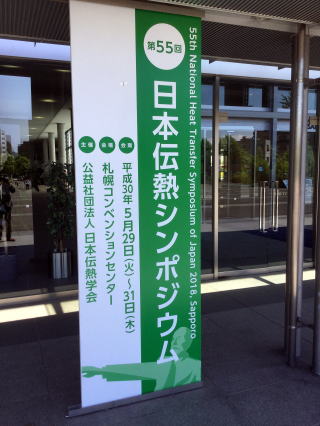 55th National Heat Transfer Symposium of Japan 2018, Sapporo
第55回
日本伝熱シンポジウム
会期 平成30年5月29日(火)~31日(木)
会場 札幌コンベンションセンター
主催 公益社団法人 日本伝熱学会